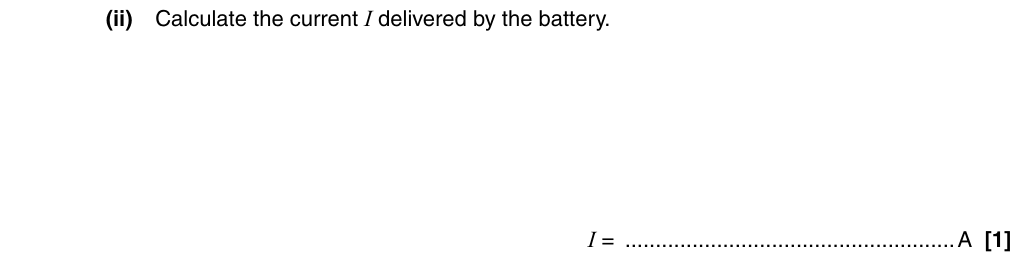 (ii) Calculate the current I delivered by the battery.
I = ...................................................... A [1]